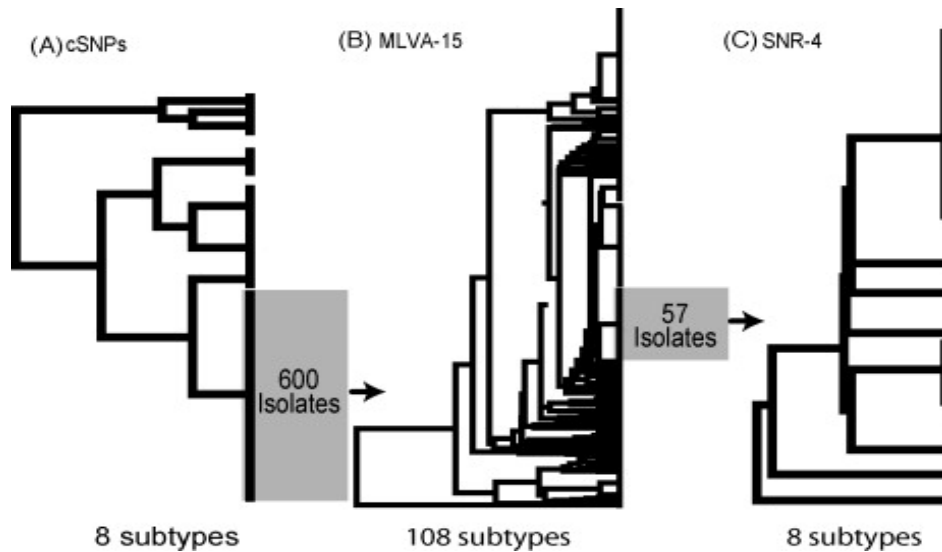 (A) cSNPs
(B) MLVA-15
(C) SNR-4
600
Isolates
57
Isolates
8 subtypes
108 subtypes
8 subtypes